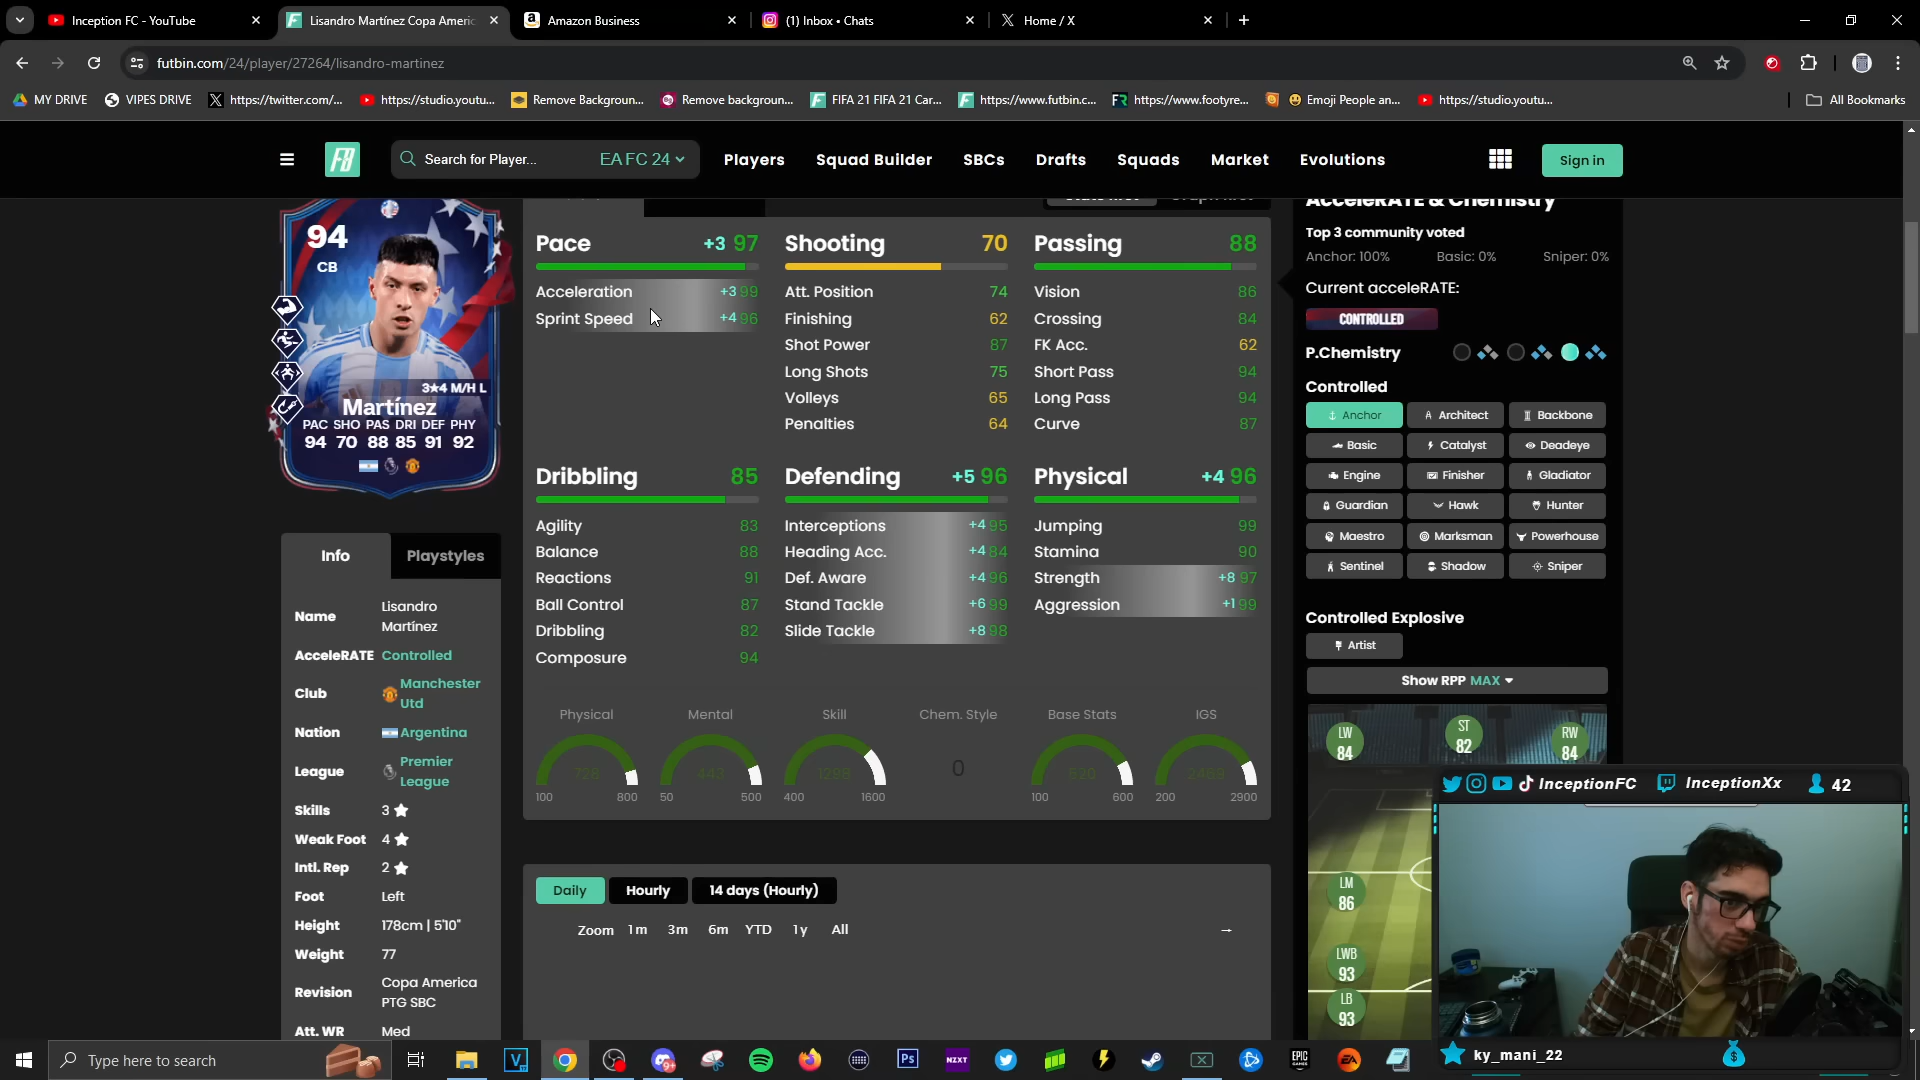 Inception FC - YouTube
Lisandro Martínez Copa Americ
Amazon Business
(1) Inbox • Chats
Home / X
futbin.com/24/player/27264/lisandro-martinez
MY DRIVE
VIPES DRIVE
https://twitter.com/...
https://studio.youtu...
Remove Backgroun...
Remove backgroun...
FIFA 21 FIFA 21 Car...
https://www.futbin.c...
https://www.footyre...
Emoji People an...
https://studio.youtu...
All Bookmarks
Search for Player...
EA FC 24
Players
Squad Builder
SBCs
Drafts
Squads
Market
Evolutions
Sign in
94
CB
3★4 M/H L
Martínez
PAC SHO PAS DRI DEF PHY
94 70 88 85 91 92
Info
Playstyles
Name Lisandro Martínez
AcceleRATE Controlled
Club Manchester Utd
Nation Argentina
League Premier League
Skills 3
Weak Foot 4
Intl. Rep 2
Foot Left
Height 178cm | 5'10"
Weight 77
Revision Copa America PTG SBC
Att. WR Med
Pace +3 97
Acceleration +3 99
Sprint Speed +4 96
Shooting 70
Att. Position 74
Finishing 62
Shot Power 87
Long Shots 75
Volleys 65
Penalties 64
Passing 88
Vision 86
Crossing 84
FK Acc. 62
Short Pass 94
Long Pass 94
Curve 87
Dribbling 85
Agility 83
Balance 88
Reactions 91
Ball Control 87
Dribbling 82
Composure 94
Defending +5 96
Interceptions +4 95
Heading Acc. +4 84
Def. Aware +4 96
Stand Tackle +6 99
Slide Tackle +8 98
Physical +4 96
Jumping 99
Stamina 90
Strength +8 97
Aggression +1 99
Physical
100 800
Mental
443
50 500
Skill
1298
400 1600
Chem. Style
0
Base Stats
100 600
IGS
200 2900
Daily
Hourly
14 days (Hourly)
Zoom 1m 3m 6m YTD 1y All
→
AcceleRATE & Chemistry
Top 3 community voted
Anchor: 100% Basic: 0% Sniper: 0%
Current acceleRATE:
CONTROLLED
P.Chemistry
Controlled
Anchor
Architect
Backbone
Basic
Catalyst
Deadeye
Engine
Finisher
Gladiator
Guardian
Hawk
Hunter
Maestro
Marksman
Powerhouse
Sentinel
Shadow
Sniper
Controlled Explosive
Artist
Show RPP MAX
LW
84
ST
82
RW
84
LM
86
LWB
93
LB
93
InceptionFC
InceptionXx
42
ky_mani_22
Type here to search